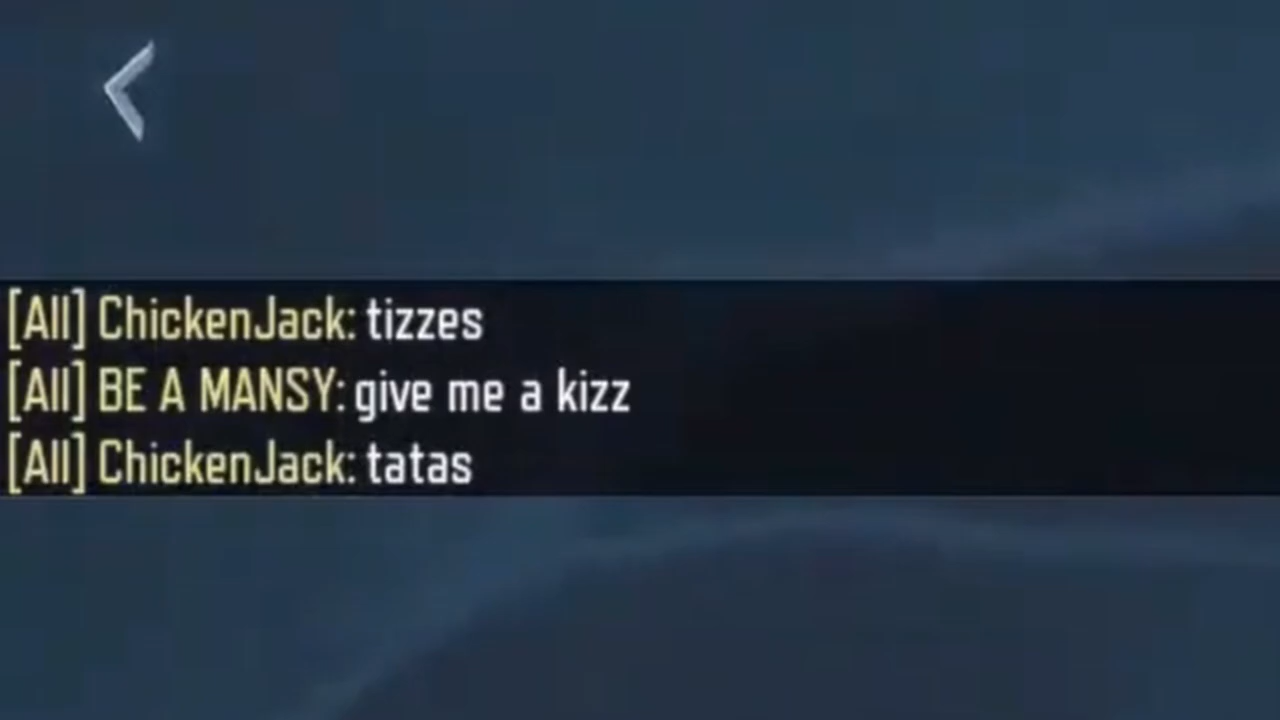 [All] ChickenJack: tizzes
[All] BE A MANSY: give me a kizz
[All] ChickenJack: tatas